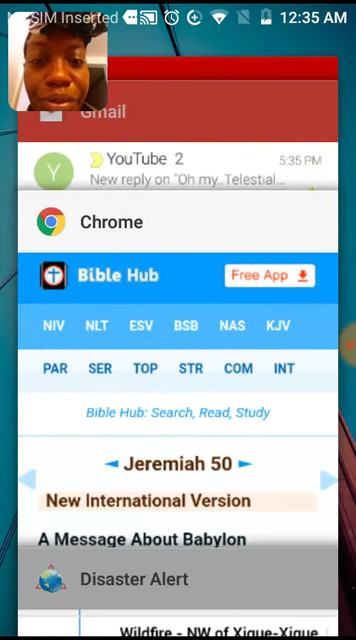 No SIM Inserted 12:35 AM
Gmail
Y
YouTube 2 5:35 PM
New reply on "Oh my..Telestial...
Chrome
Bible Hub Free App
NIV NLT ESV BSB NAS KJV
PAR SER TOP STR COM INT
Bible Hub: Search, Read, Study
Jeremiah 50
New International Version
A Message About Babylon
Disaster Alert
Wildfire - NW of Xique-Xique